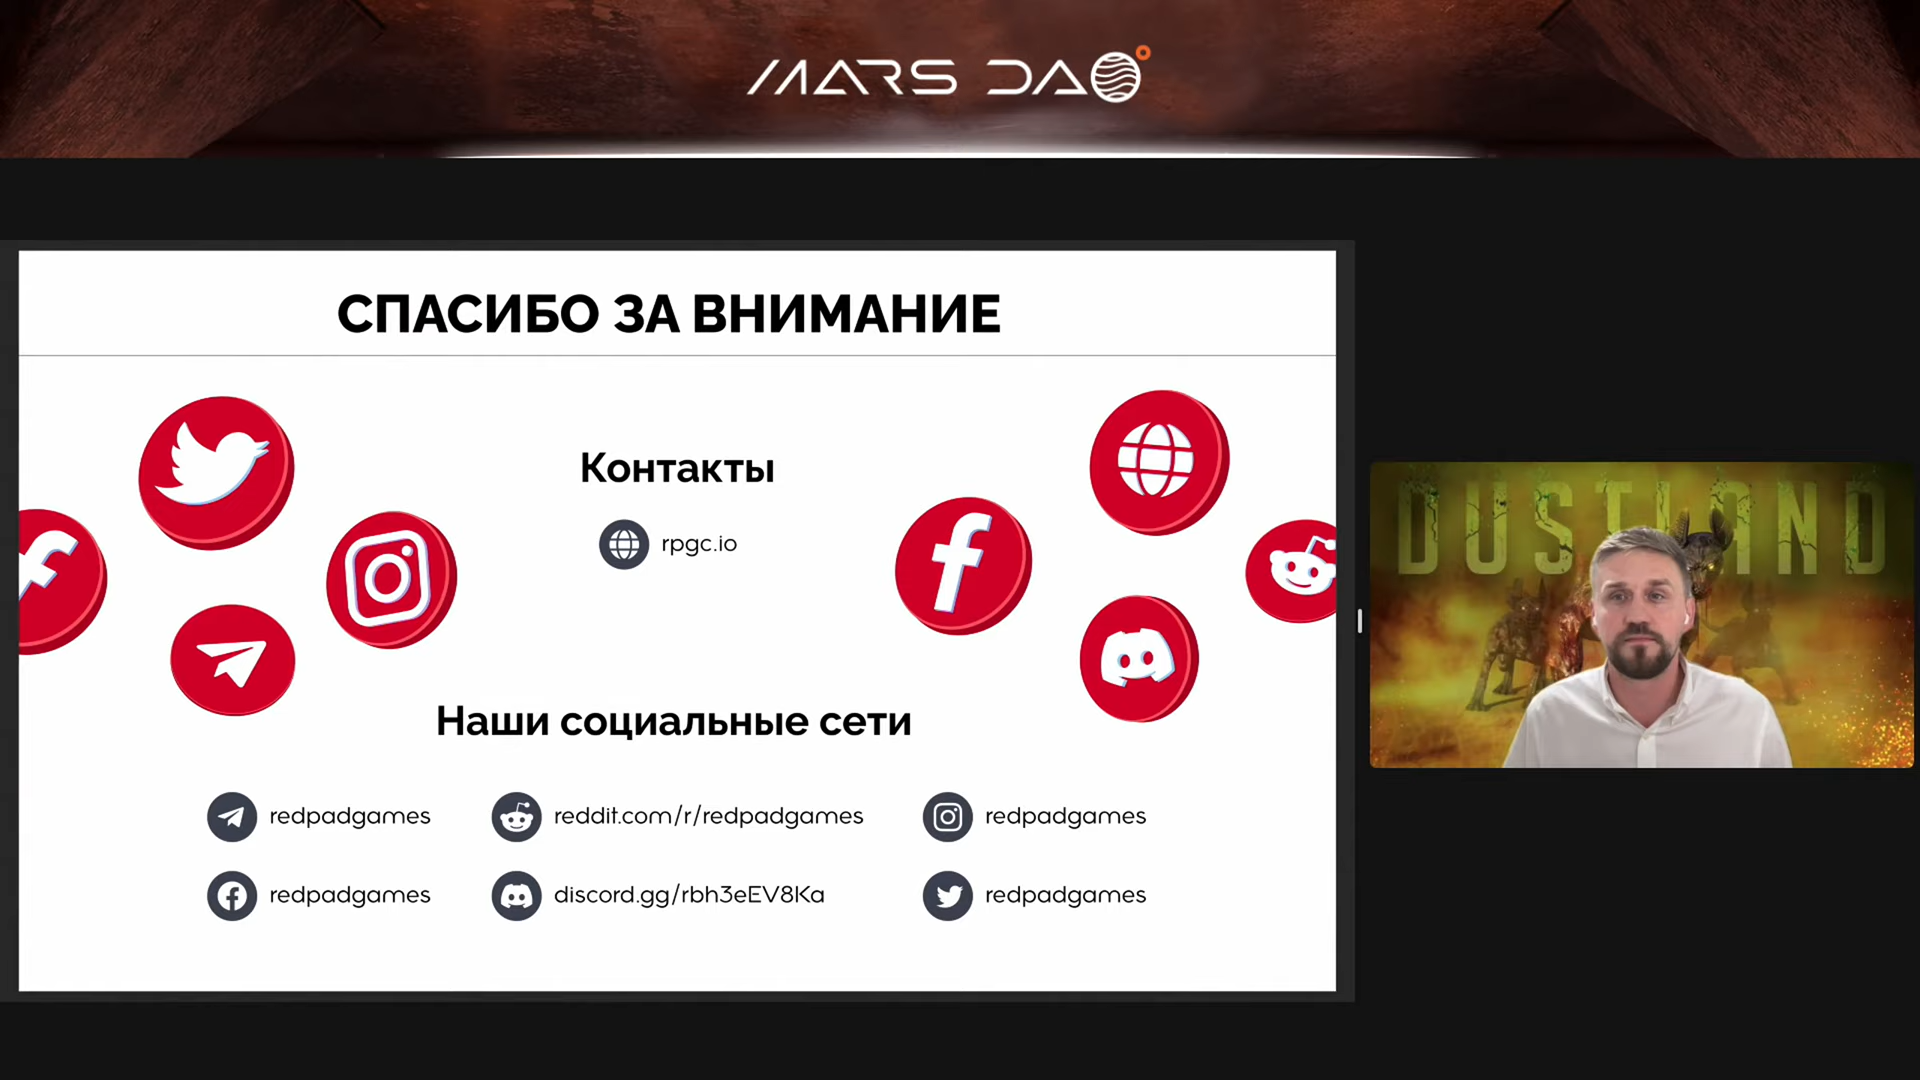 MARS DAO
СПАСИБО ЗА ВНИМАНИЕ
Контакты
rpgc.io
Наши социальные сети
redpadgames
reddit.com/r/redpadgames
redpadgames
redpadgames
discord.gg/rbh3eEV8Ka
redpadgames
DUSTLAND